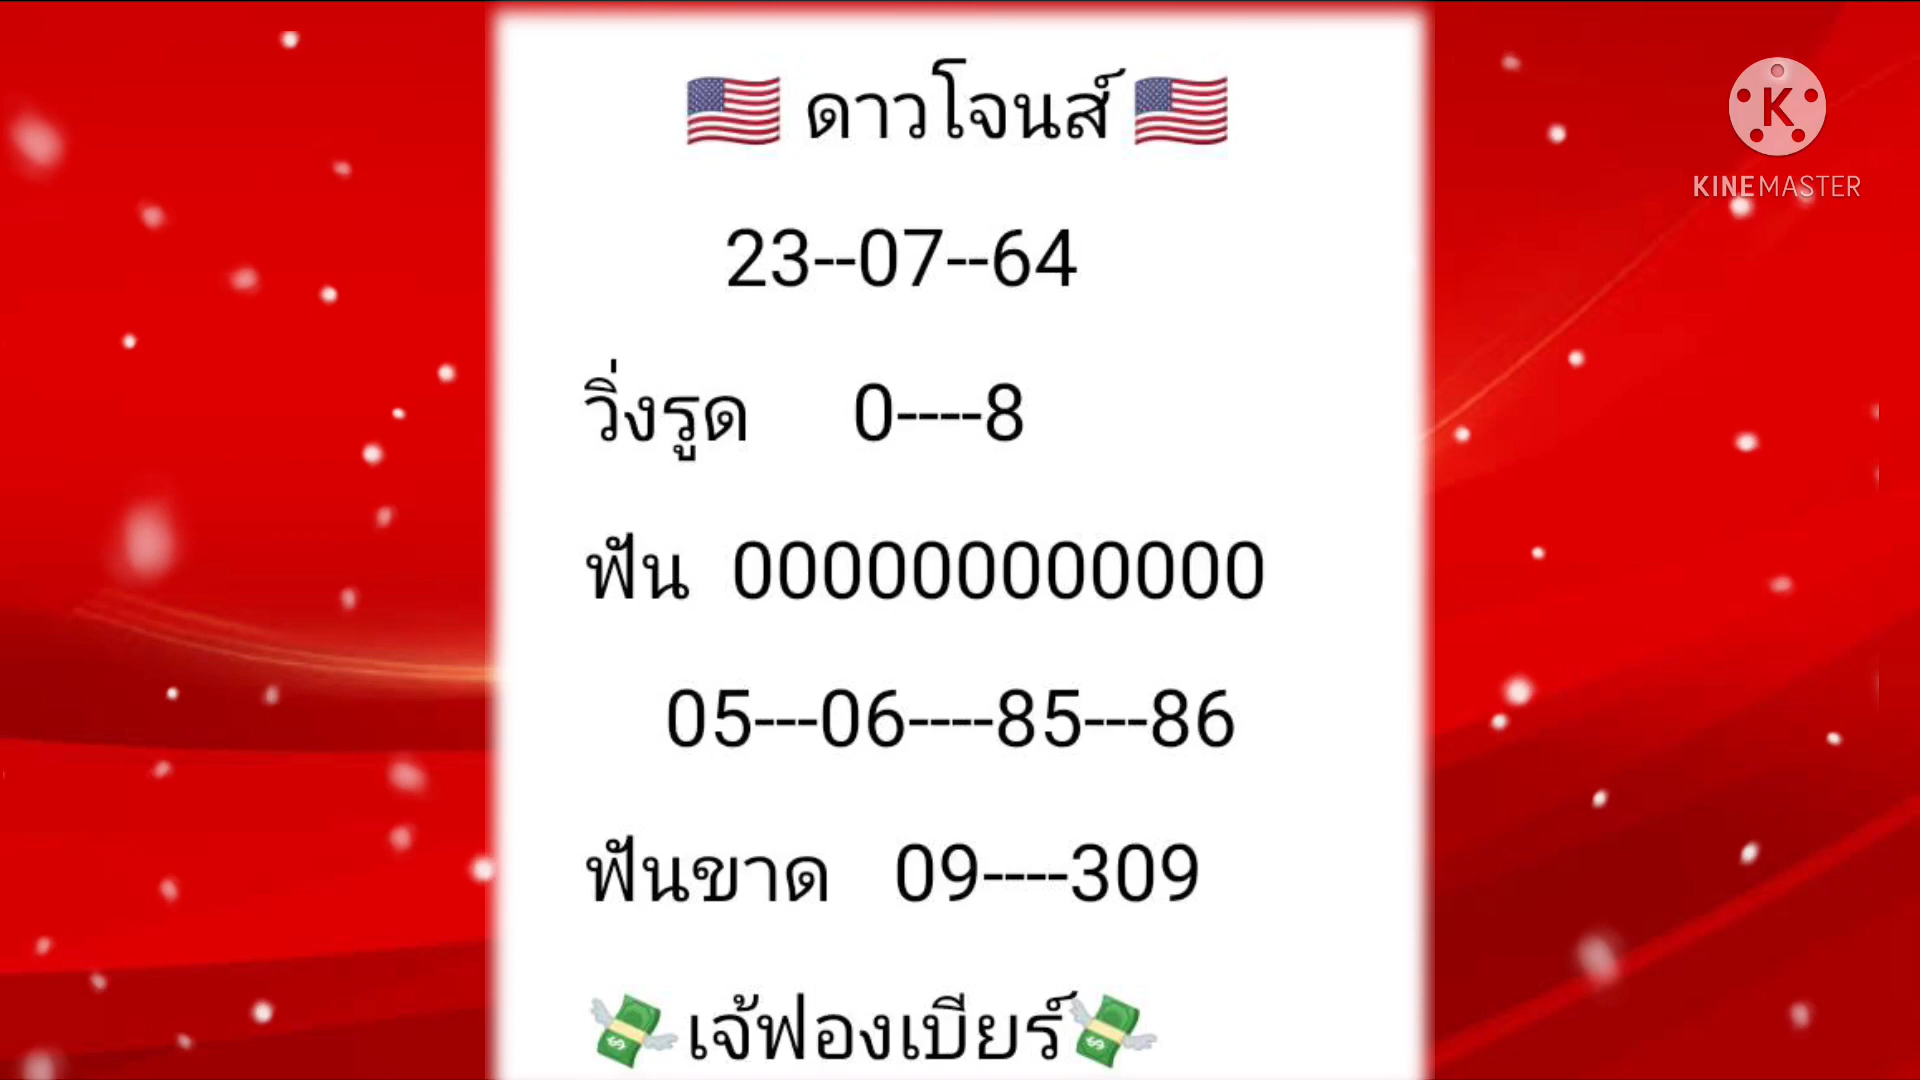 🇺🇸 ดาวโจนส์ 🇺🇸
KINEMASTER
23--07--64
วิ่งรูด 0----8
ฟัน 000000000000
05---06----85---86
ฟันขาด 09----309
💸เจ้ฟองเบียร์💸